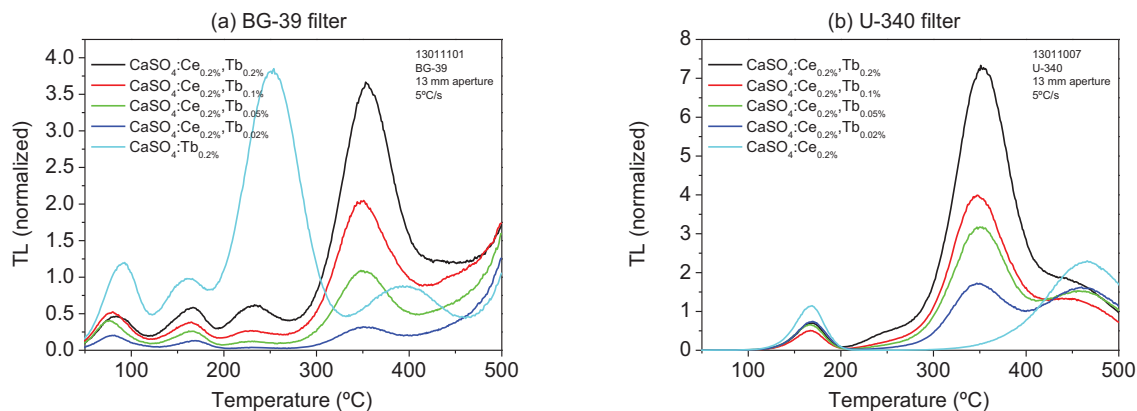 (a) BG-39 filter
4.0
3.5
3.0
2.5
2.0
1.5
1.0
0.5
0.0
TL (normalized)
CaSO₄:Ce₀.₂%,Tb₀.₂%
CaSO₄:Ce₀.₂%,Tb₀.₁%
CaSO₄:Ce₀.₂%,Tb₀.₀₅%
CaSO₄:Ce₀.₂%,Tb₀.₀₂%
CaSO₄:Tb₀.₂%
13011101
BG-39
13 mm aperture
5ºC/s
100 200 300 400 500
Temperature (ºC)
(b) U-340 filter
8
7
6
5
4
3
2
1
0
TL (normalized)
CaSO₄:Ce₀.₂%,Tb₀.₂%
CaSO₄:Ce₀.₂%,Tb₀.₁%
CaSO₄:Ce₀.₂%,Tb₀.₀₅%
CaSO₄:Ce₀.₂%,Tb₀.₀₂%
CaSO₄:Ce₀.₂%
13011007
U-340
13 mm aperture
5ºC/s
100 200 300 400 500
Temperature (ºC)